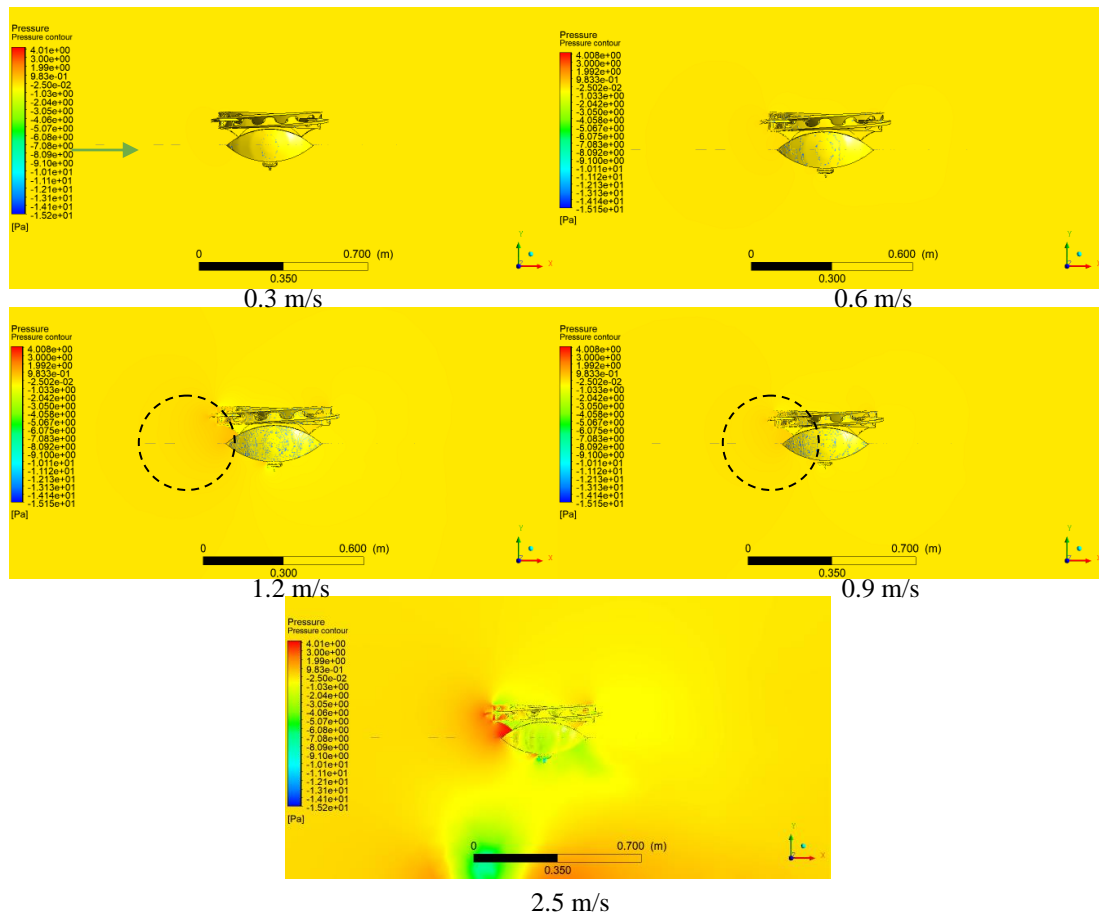 Pressure
Pressure contour
4.01e+00
3.00e+00
1.99e+00
9.83e-01
-2.50e-02
-1.03e+00
-2.04e+00
-3.05e+00
-4.06e+00
-5.07e+00
-6.08e+00
-7.08e+00
-8.09e+00
-9.10e+00
-1.01e+01
-1.11e+01
-1.21e+01
-1.31e+01
-1.41e+01
-1.52e+01
[Pa]
0 0.700 (m)
0.350
Y
Z X
0.3 m/s
Pressure
Pressure contour
4.008e+00
3.000e+00
1.992e+00
9.833e-01
-2.502e-02
-1.033e+00
-2.042e+00
-3.050e+00
-4.058e+00
-5.067e+00
-6.075e+00
-7.083e+00
-8.092e+00
-9.100e+00
-1.011e+01
-1.112e+01
-1.213e+01
-1.314e+01
-1.414e+01
-1.515e+01
[Pa]
0 0.600 (m)
0.300
Y
Z X
0.6 m/s
Pressure
Pressure contour
4.008e+00
3.000e+00
1.992e+00
9.833e-01
-2.502e-02
-1.033e+00
-2.042e+00
-3.050e+00
-4.058e+00
-5.067e+00
-6.075e+00
-7.083e+00
-8.092e+00
-9.100e+00
-1.011e+01
-1.112e+01
-1.213e+01
-1.314e+01
-1.414e+01
-1.515e+01
[Pa]
0 0.600 (m)
0.300
Y
Z X
1.2 m/s
Pressure
Pressure contour
4.008e+00
3.000e+00
1.992e+00
9.833e-01
-2.502e-02
-1.033e+00
-2.042e+00
-3.050e+00
-4.058e+00
-5.067e+00
-6.075e+00
-7.083e+00
-8.092e+00
-9.100e+00
-1.011e+01
-1.112e+01
-1.213e+01
-1.314e+01
-1.414e+01
-1.515e+01
[Pa]
0 0.700 (m)
0.350
Y
Z X
0.9 m/s
Pressure
Pressure contour
4.01e+00
3.00e+00
1.99e+00
9.83e-01
-2.50e-02
-1.03e+00
-2.04e+00
-3.05e+00
-4.06e+00
-5.07e+00
-6.08e+00
-7.08e+00
-8.09e+00
-9.10e+00
-1.01e+01
-1.11e+01
-1.21e+01
-1.31e+01
-1.41e+01
-1.52e+01
[Pa]
0 0.700 (m)
0.350
Y
Z X
2.5 m/s